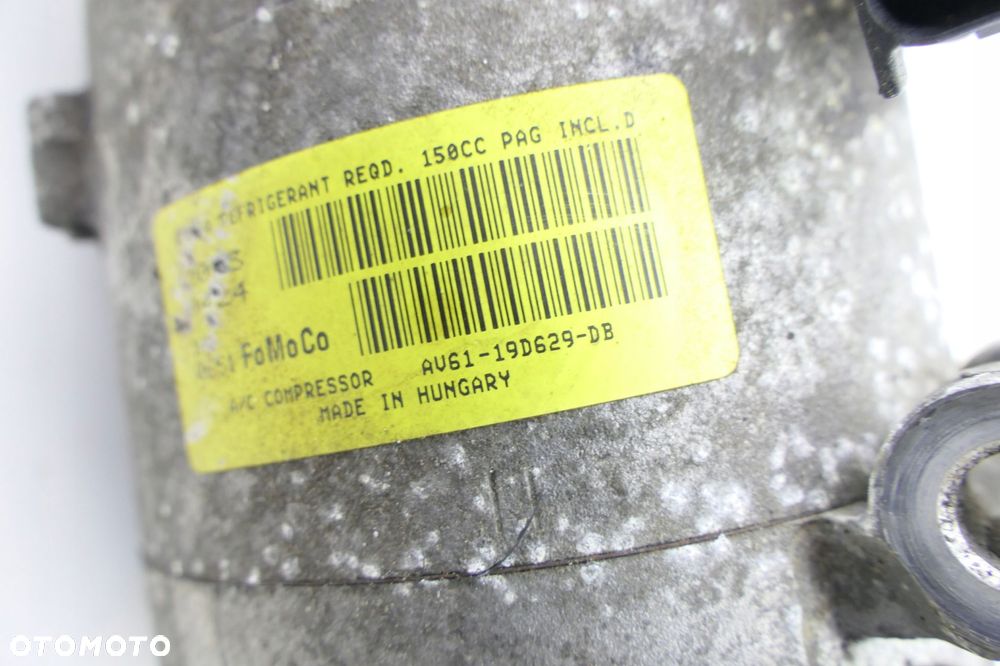 REFRIGERANT REQD. 150CC PAG INCL.D
FoMoCo
A/C COMPRESSOR AV61-19D629-DB
MADE IN HUNGARY
OTOMOTO